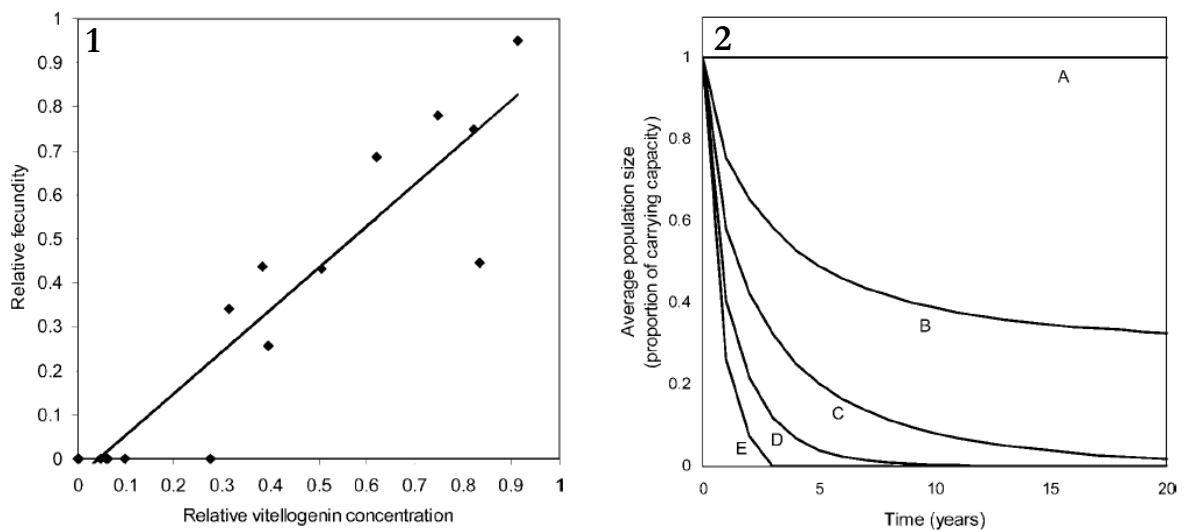 1
Relative fecundity
1
0.9
0.8
0.7
0.6
0.5
0.4
0.3
0.2
0.1
0
0 0.1 0.2 0.3 0.4 0.5 0.6 0.7 0.8 0.9 1
Relative vitellogenin concentration
2
Average population size
(proportion of carrying capacity)
1
0.8
0.6
0.4
0.2
0
A
B
C
D
E
0 5 10 15 20
Time (years)